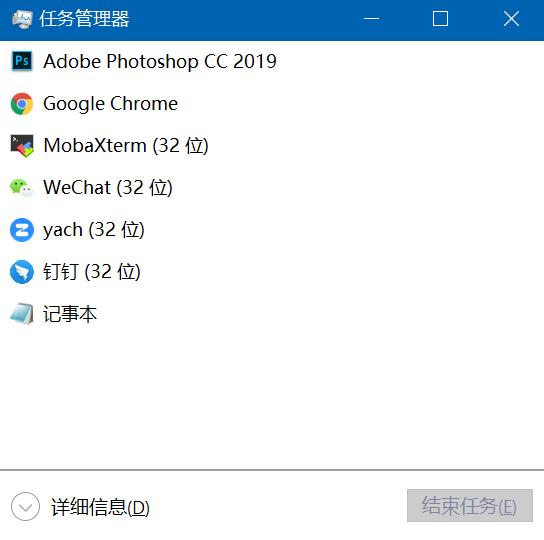 任务管理器
Ps Adobe Photoshop CC 2019
Google Chrome
MobaXterm (32 位)
WeChat (32 位)
yach (32 位)
钉钉 (32 位)
记事本
详细信息(D)
结束任务(E)